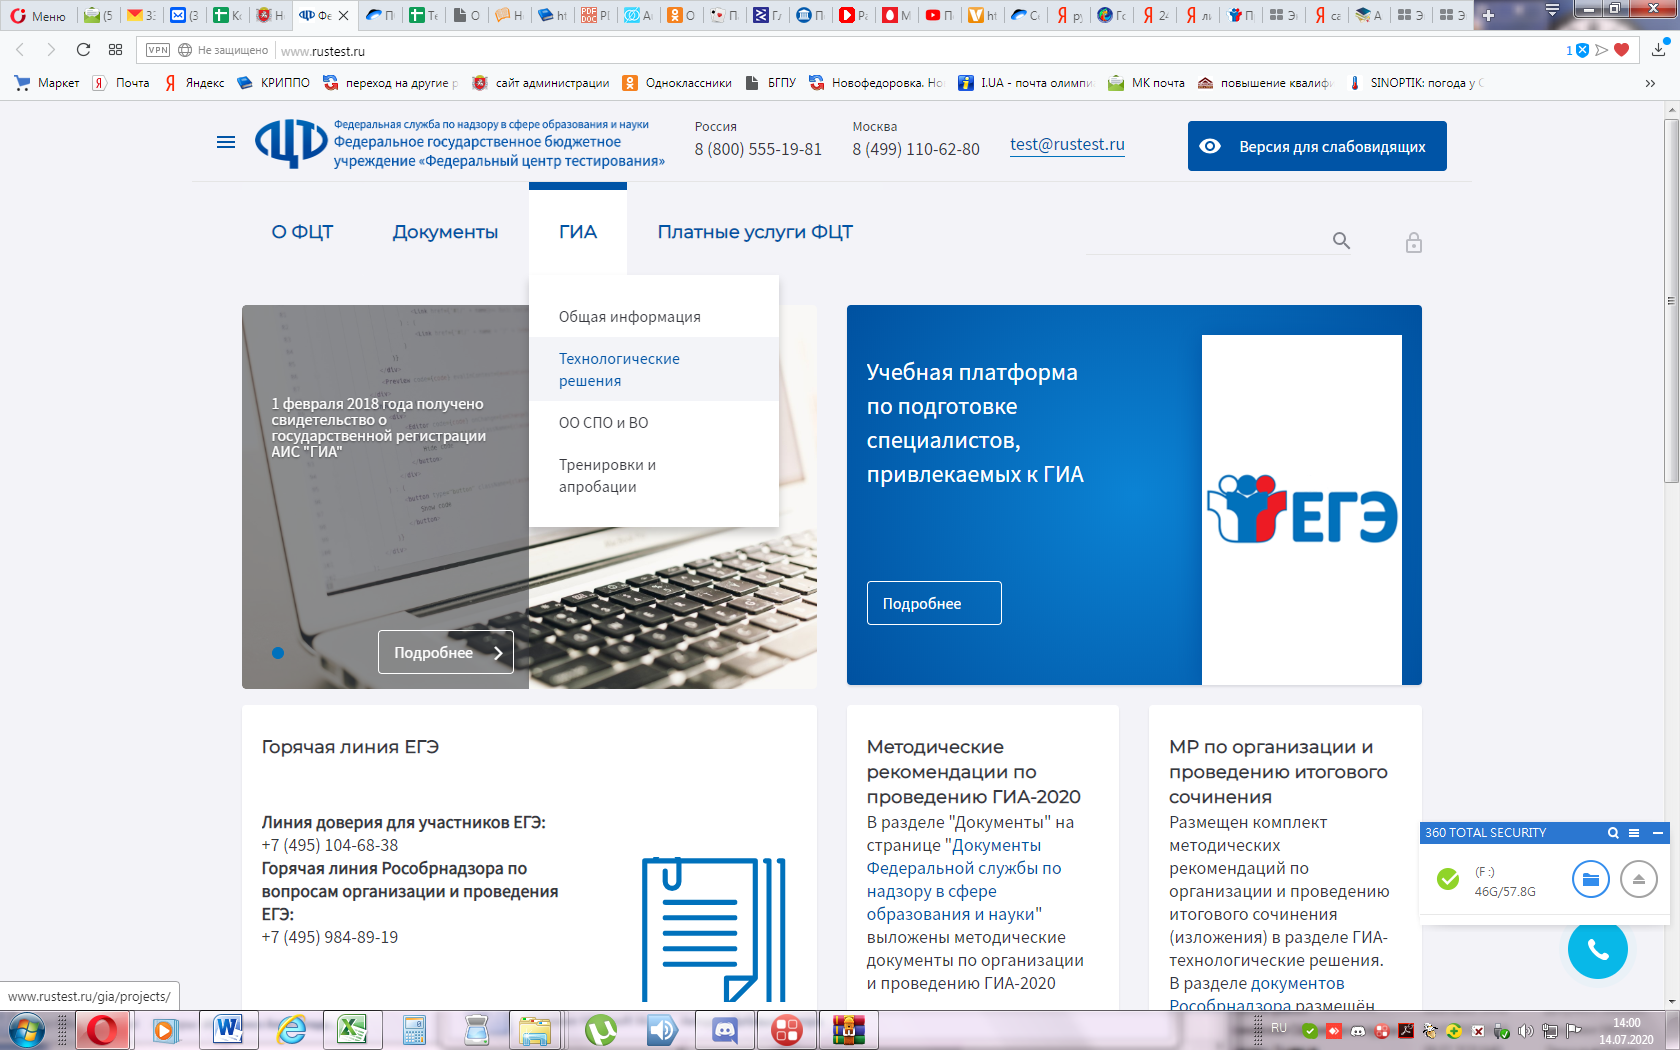 Меню
www.rustest.ru
VPN
Не защищено
1
Маркет
Почта
Яндекс
КРИППО
переход на другие р
сайт администрации
Одноклассники
БГПУ
Новофедоровка. Но
I.UA - почта олимпи
МК почта
повышение квалифи
SINOPTIK: погода у С
Федеральная служба по надзору в сфере образования и науки
Федеральное государственное бюджетное
учреждение «Федеральный центр тестирования»
Россия
8 (800) 555-19-81
Москва
8 (499) 110-62-80
test@rustest.ru
Версия для слабовидящих
О ФЦТ
Документы
ГИА
Платные услуги ФЦТ
Общая информация
Технологические
решения
ОО СПО и ВО
Тренировки и
апробации
1 февраля 2018 года получено
свидетельство о
государственной регистрации
АИС "ГИА"
Подробнее
Учебная платформа
по подготовке
специалистов,
привлекаемых к ГИА
ЕГЭ
Подробнее
Горячая линия ЕГЭ
Линия доверия для участников ЕГЭ:
+7 (495) 104-68-38
Горячая линия Рособрнадзора по
вопросам организации и проведения
ЕГЭ:
+7 (495) 984-89-19
Методические
рекомендации по
проведению ГИА-2020
В разделе "Документы" на
странице "Документы
Федеральной службы по
надзору в сфере
образования и науки"
выложены методические
документы по организации
и проведению ГИА-2020
МР по организации и
проведению итогового
сочинения
Размещен комплект
методических
рекомендаций по
организации и проведению
итогового сочинения
(изложения) в разделе ГИА-
технологические решения.
В разделе документов
Рособрнадзора размещён
360 TOTAL SECURITY
(F :)
46G/57.8G
www.rustest.ru/gia/projects/
RU
14:00
14.07.2020